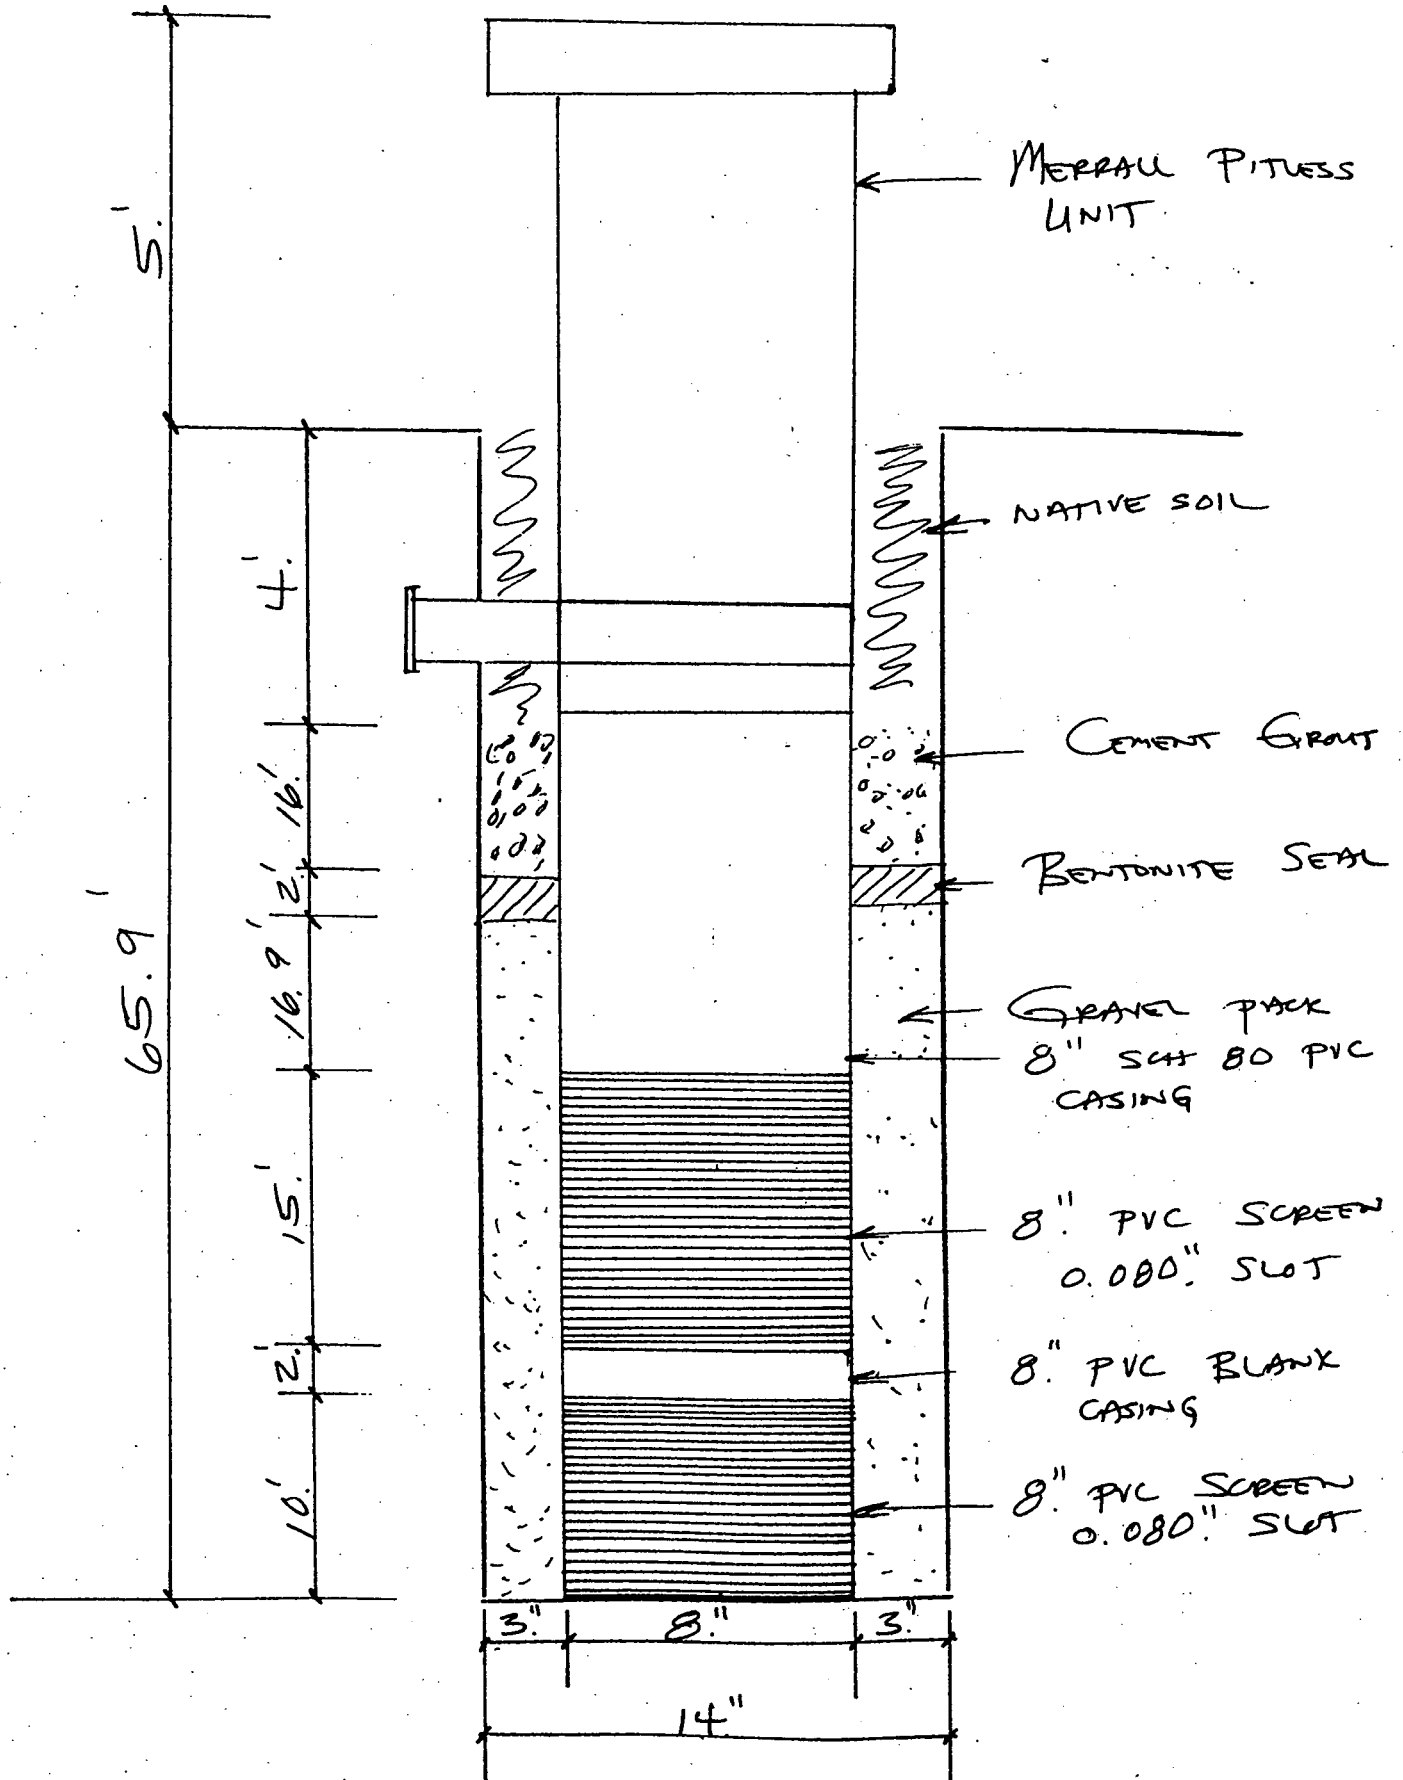 MERRALL PITLESS
UNIT
5.'
NATIVE SOIL
4.'
CEMENT GROUT
16.'
BENTONITE SEAL
2.'
65.9'
16.9'
GRAVEL PACK
8" SCH 80 PVC
CASING
15.'
8." PVC SCREEN
0.080." SLOT
2.'
8." PVC BLANK
CASING
10.'
8." PVC SCREEN
0.080." SLOT
3." 8." 3."
14"